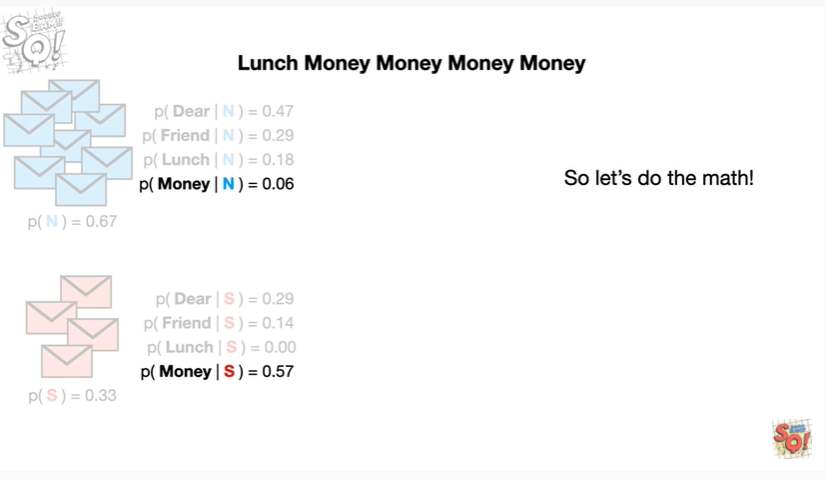 STATQUEST BAM!! SQ!
Lunch Money Money Money Money
p( Dear | N ) = 0.47
p( Friend | N ) = 0.29
p( Lunch | N ) = 0.18
p( Money | N ) = 0.06
So let’s do the math!
p( N ) = 0.67
p( Dear | S ) = 0.29
p( Friend | S ) = 0.14
p( Lunch | S ) = 0.00
p( Money | S ) = 0.57
p( S ) = 0.33
SQ!